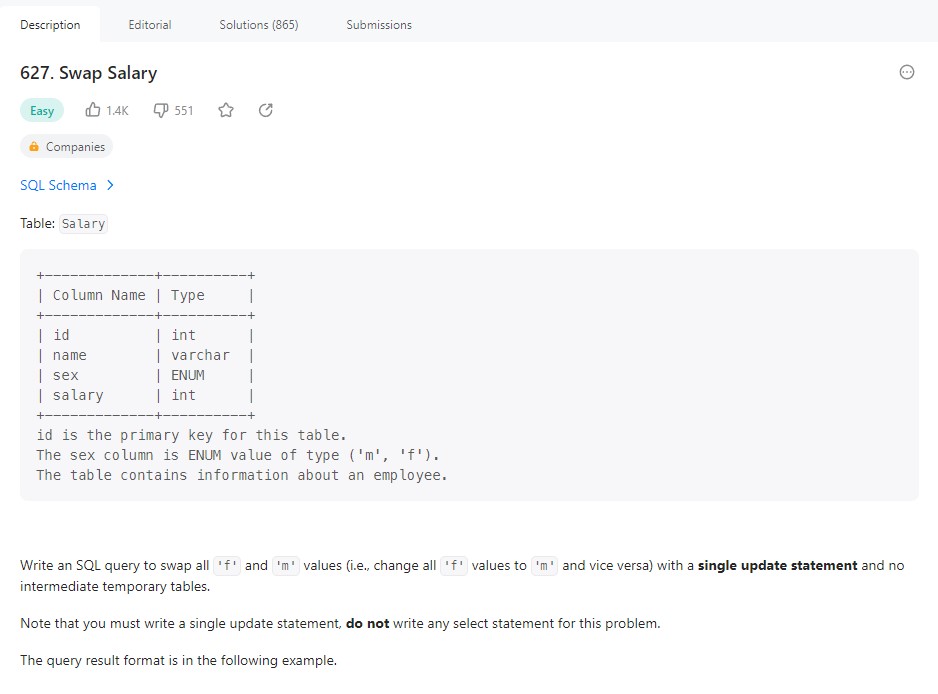 Description Editorial Solutions (865) Submissions
627. Swap Salary
Easy 1.4K 551
Companies
SQL Schema >
Table: Salary
+-------------+----------+
| Column Name | Type     |
+-------------+----------+
| id          | int      |
| name        | varchar  |
| sex         | ENUM     |
| salary      | int      |
+-------------+----------+
id is the primary key for this table.
The sex column is ENUM value of type ('m', 'f').
The table contains information about an employee.
Write an SQL query to swap all 'f' and 'm' values (i.e., change all 'f' values to 'm' and vice versa) with a single update statement and no
intermediate temporary tables.
Note that you must write a single update statement, do not write any select statement for this problem.
The query result format is in the following example.